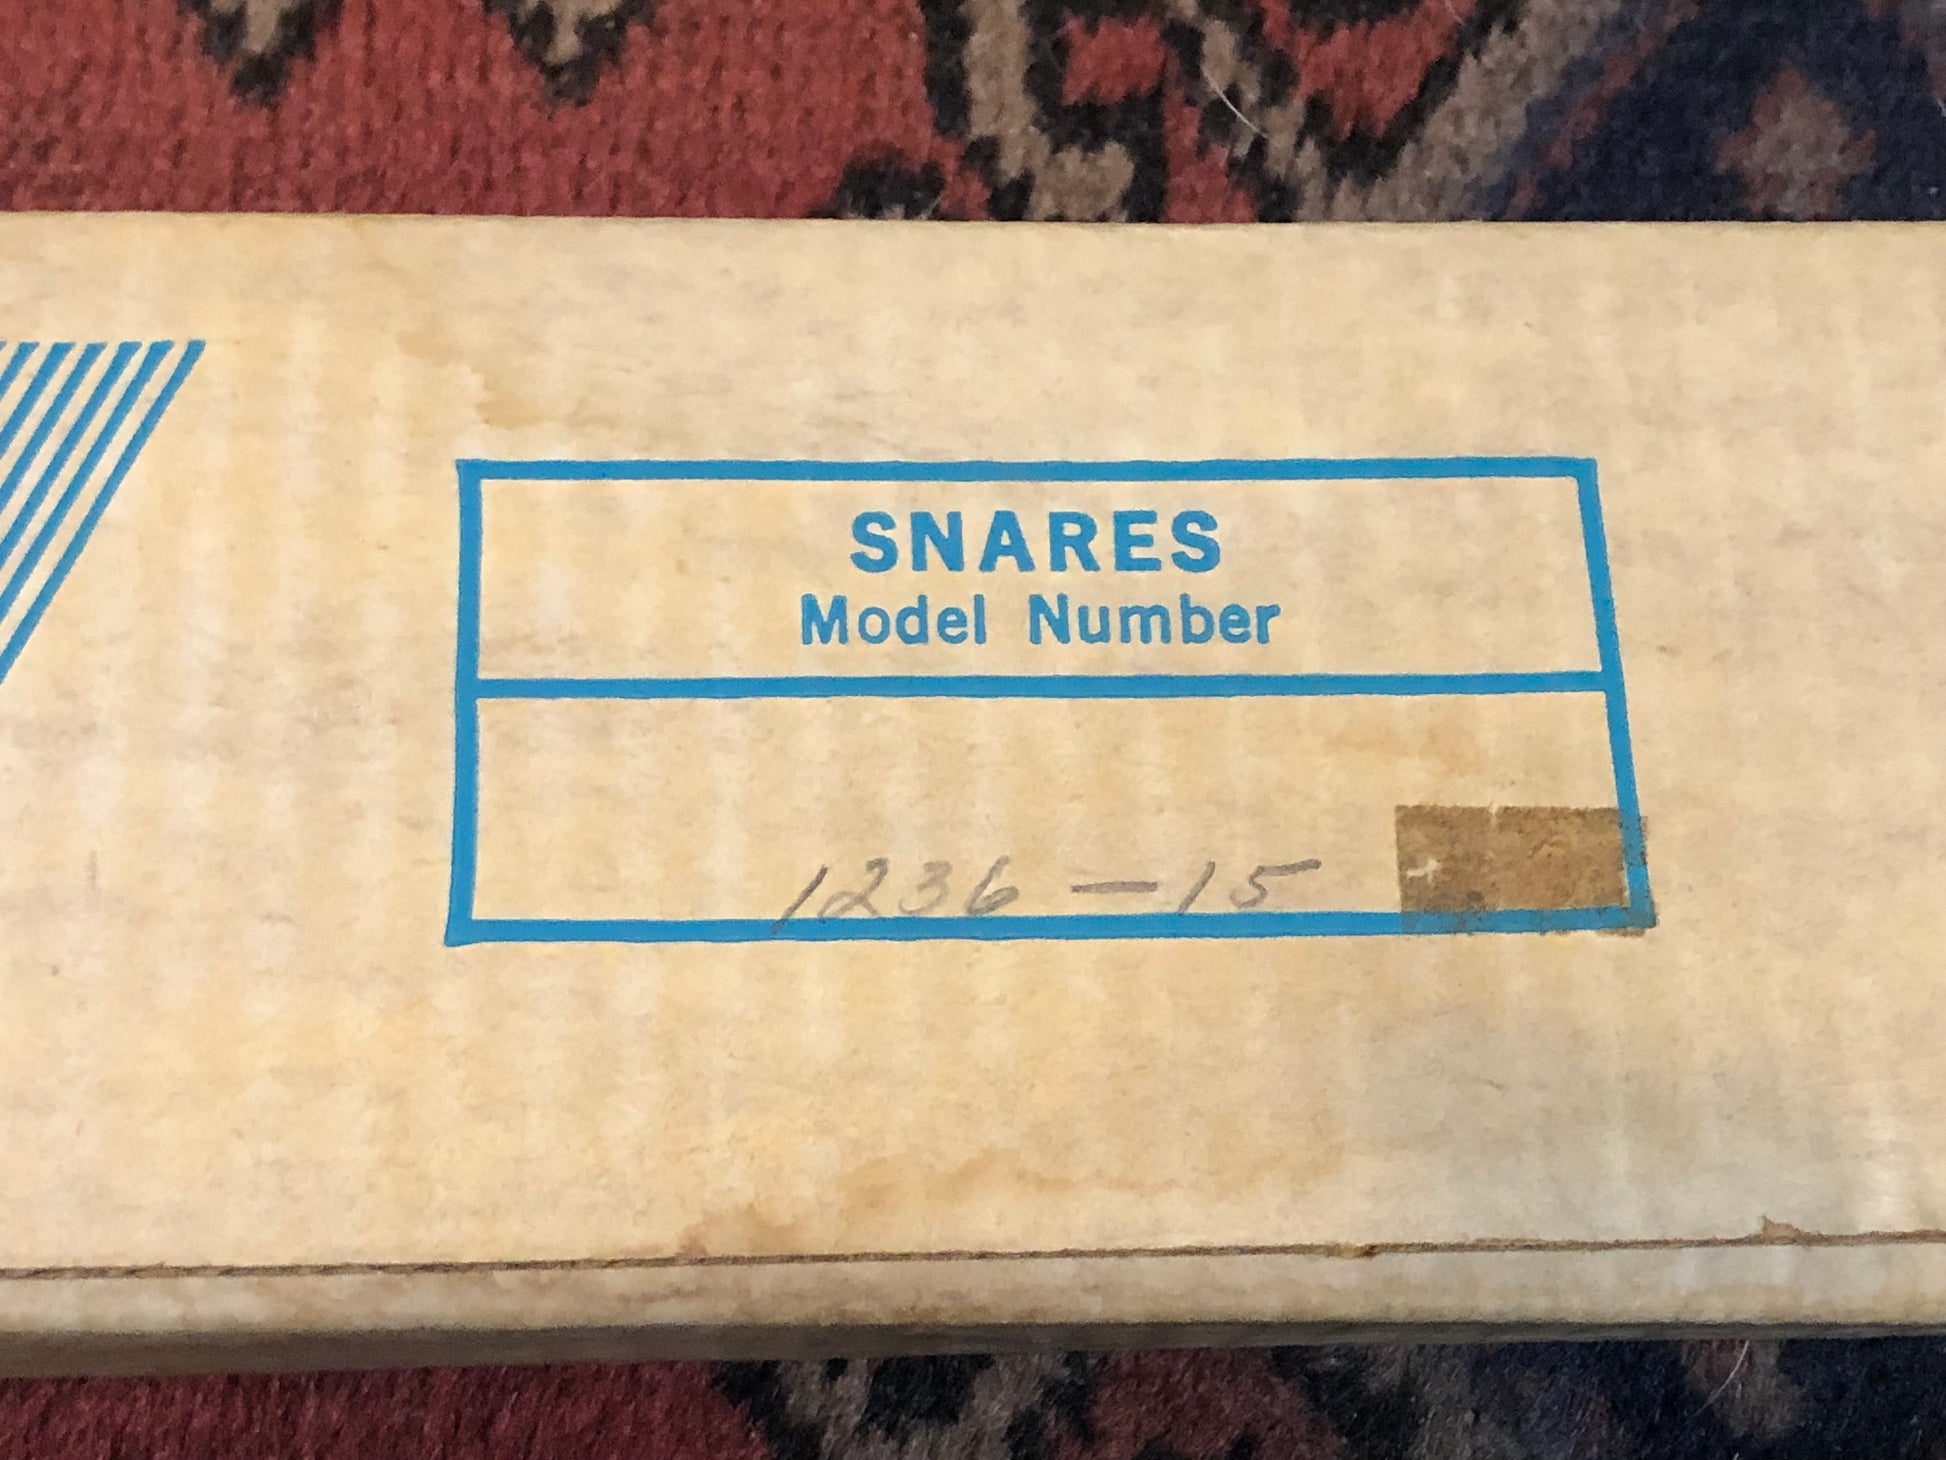 SNARES
Model Number
1236 — 15